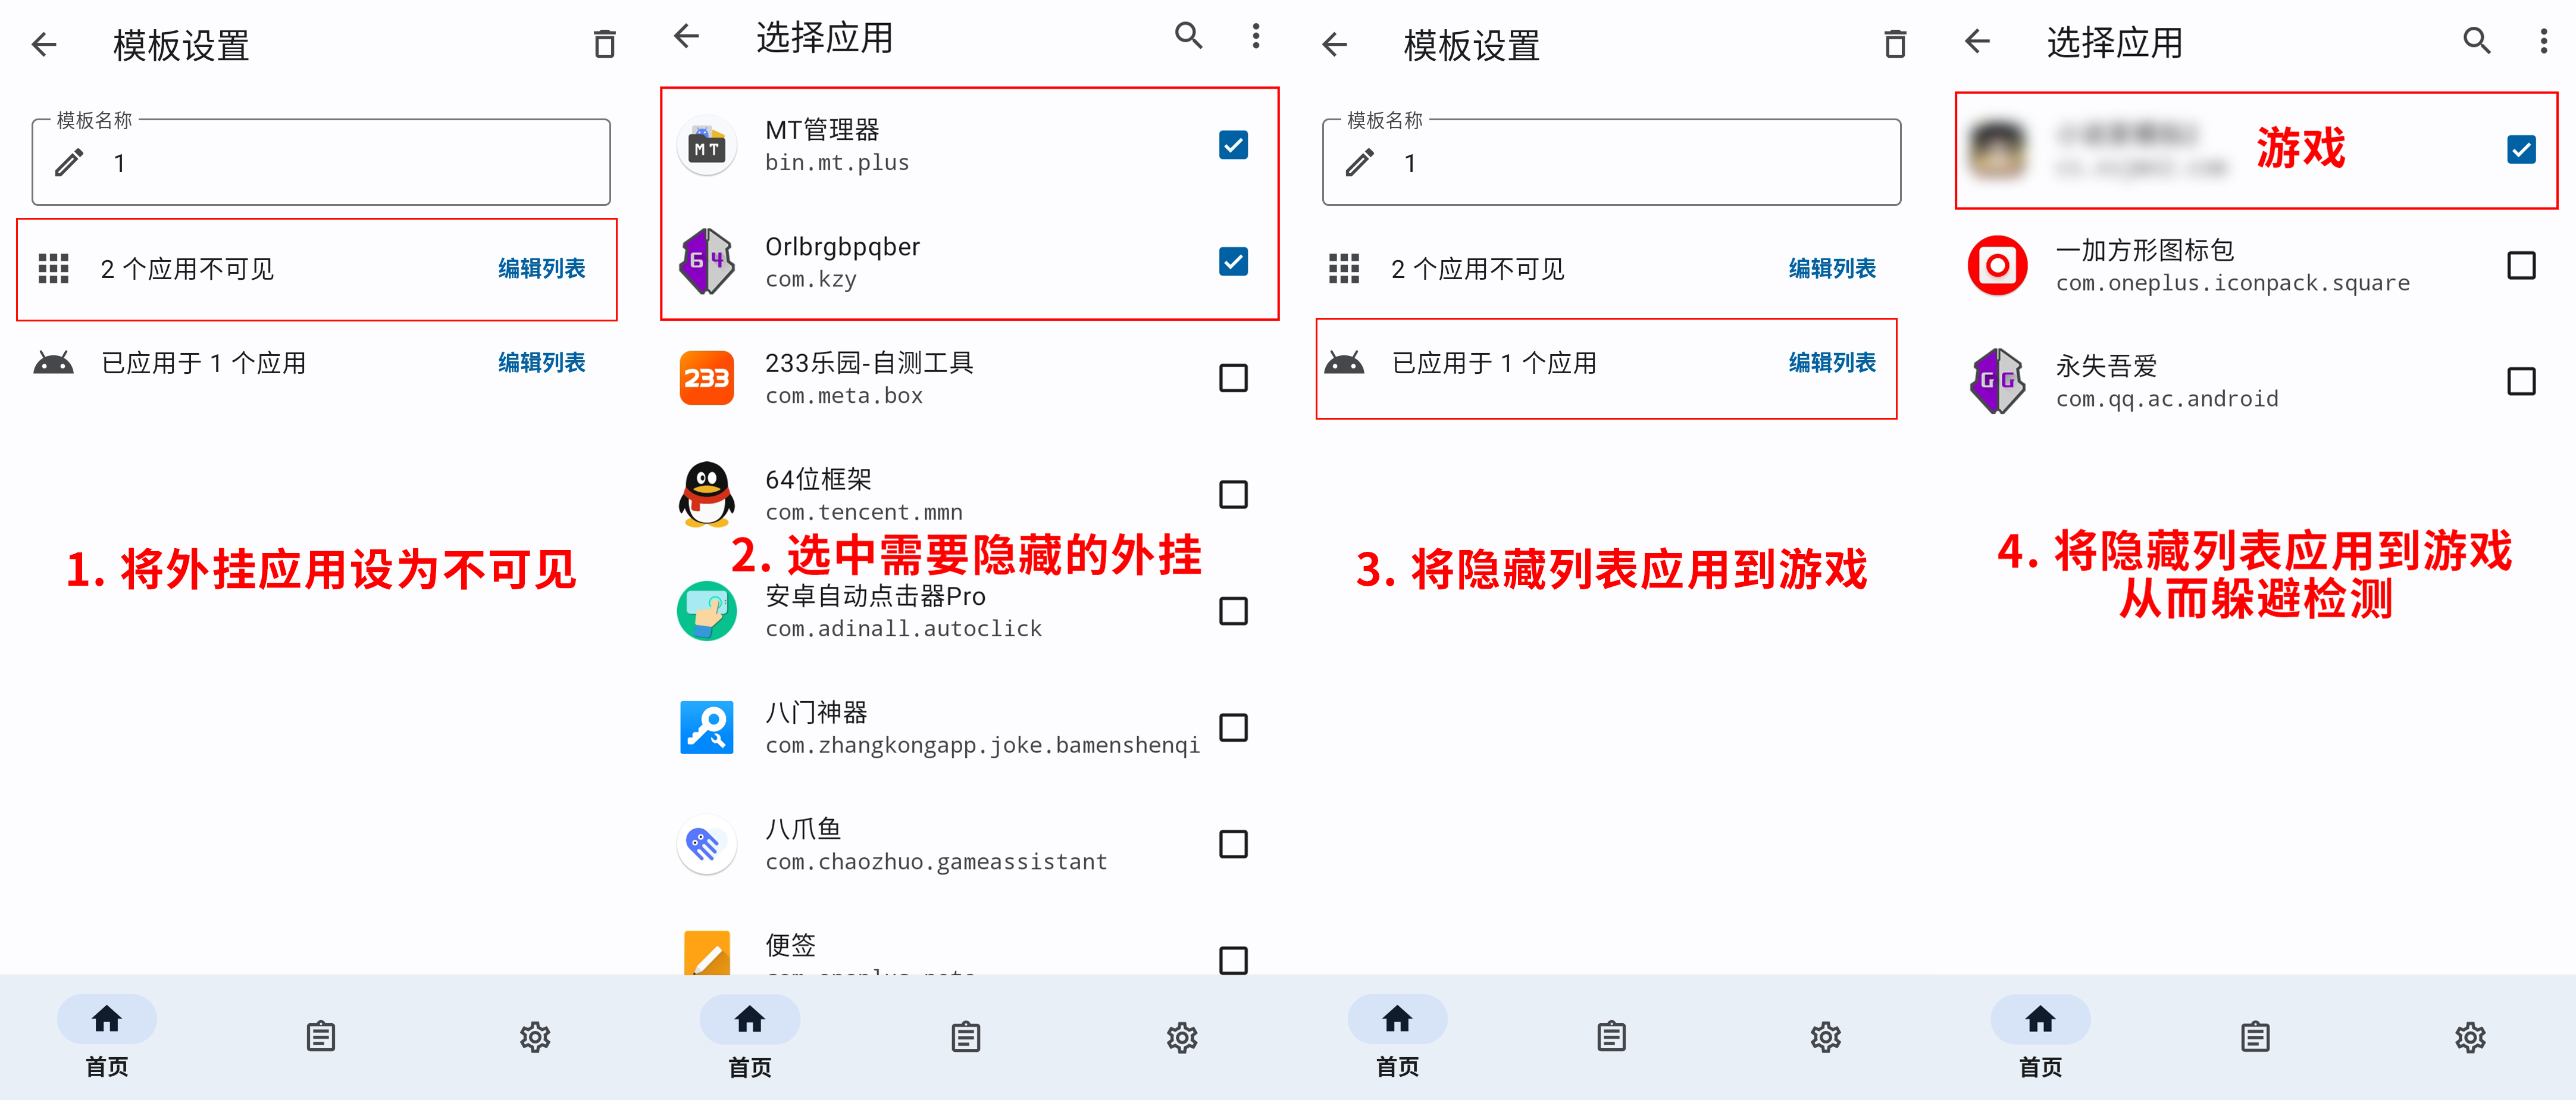 模板设置
模板名称
1
2 个应用不可见
编辑列表
已应用于 1 个应用
编辑列表
1. 将外挂应用设为不可见
首页
选择应用
MT
MT管理器
bin.mt.plus
64
Orlbrgbpqber
com.kzy
233
233乐园-自测工具
com.meta.box
64位框架
com.tencent.mmn
2. 选中需要隐藏的外挂
安卓自动点击器Pro
com.adinall.autoclick
八门神器
com.zhangkongapp.joke.bamenshenqi
八爪鱼
com.chaozhuo.gameassistant
便签
首页
模板设置
模板名称
1
2 个应用不可见
编辑列表
已应用于 1 个应用
编辑列表
3. 将隐藏列表应用到游戏
首页
选择应用
游戏
一加方形图标包
com.oneplus.iconpack.square
GG
永失吾爱
com.qq.ac.android
4. 将隐藏列表应用到游戏
从而躲避检测
首页